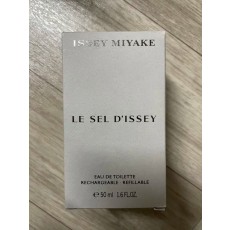 ISSEY MIYAKE
LE SEL D'ISSEY
EAU DE TOILETTE
RECHARGEABLE · REFILLABLE
℮ 50 ml 1.6 FL.OZ.